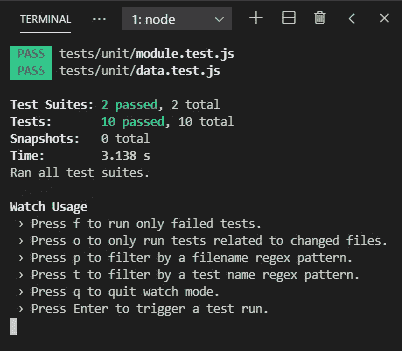 TERMINAL ... 1: node
PASS tests/unit/module.test.js
PASS tests/unit/data.test.js
Test Suites: 2 passed, 2 total
Tests: 10 passed, 10 total
Snapshots: 0 total
Time: 3.138 s
Ran all test suites.
Watch Usage
› Press f to run only failed tests.
› Press o to only run tests related to changed files.
› Press p to filter by a filename regex pattern.
› Press t to filter by a test name regex pattern.
› Press q to quit watch mode.
› Press Enter to trigger a test run.